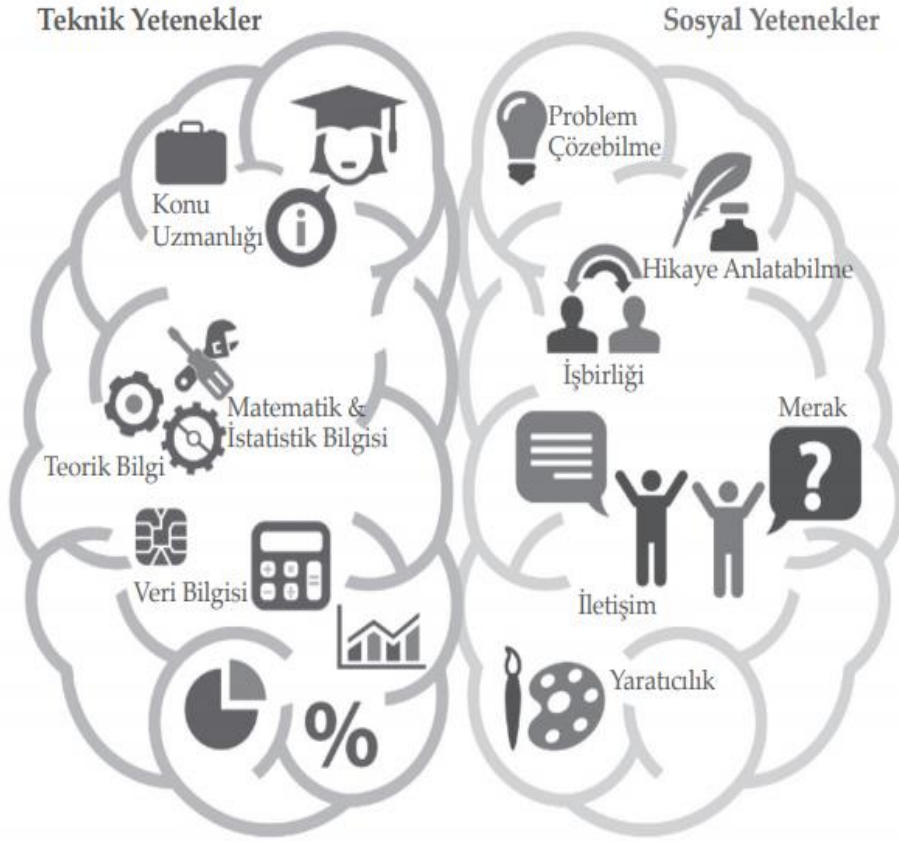 Teknik Yetenekler
Sosyal Yetenekler
Konu
Uzmanlığı
i
Matematik &
İstatistik Bilgisi
Teorik Bilgi
Veri Bilgisi
%
Problem
Çözebilme
Hikaye Anlatabilme
İşbirliği
Merak
?
İletişim
Yaratıcılık